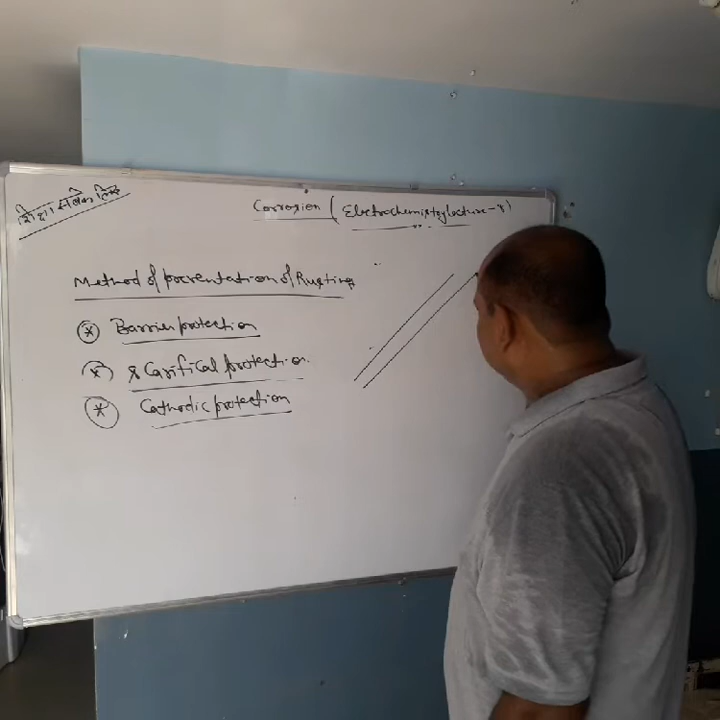 शिक्षा संकेत लिंक
Corrosion (Electrochemistry lecture-8)
Method of prevention of Rusting
* Barrier protection
* Sacrifical protection.
* Cathodic protection